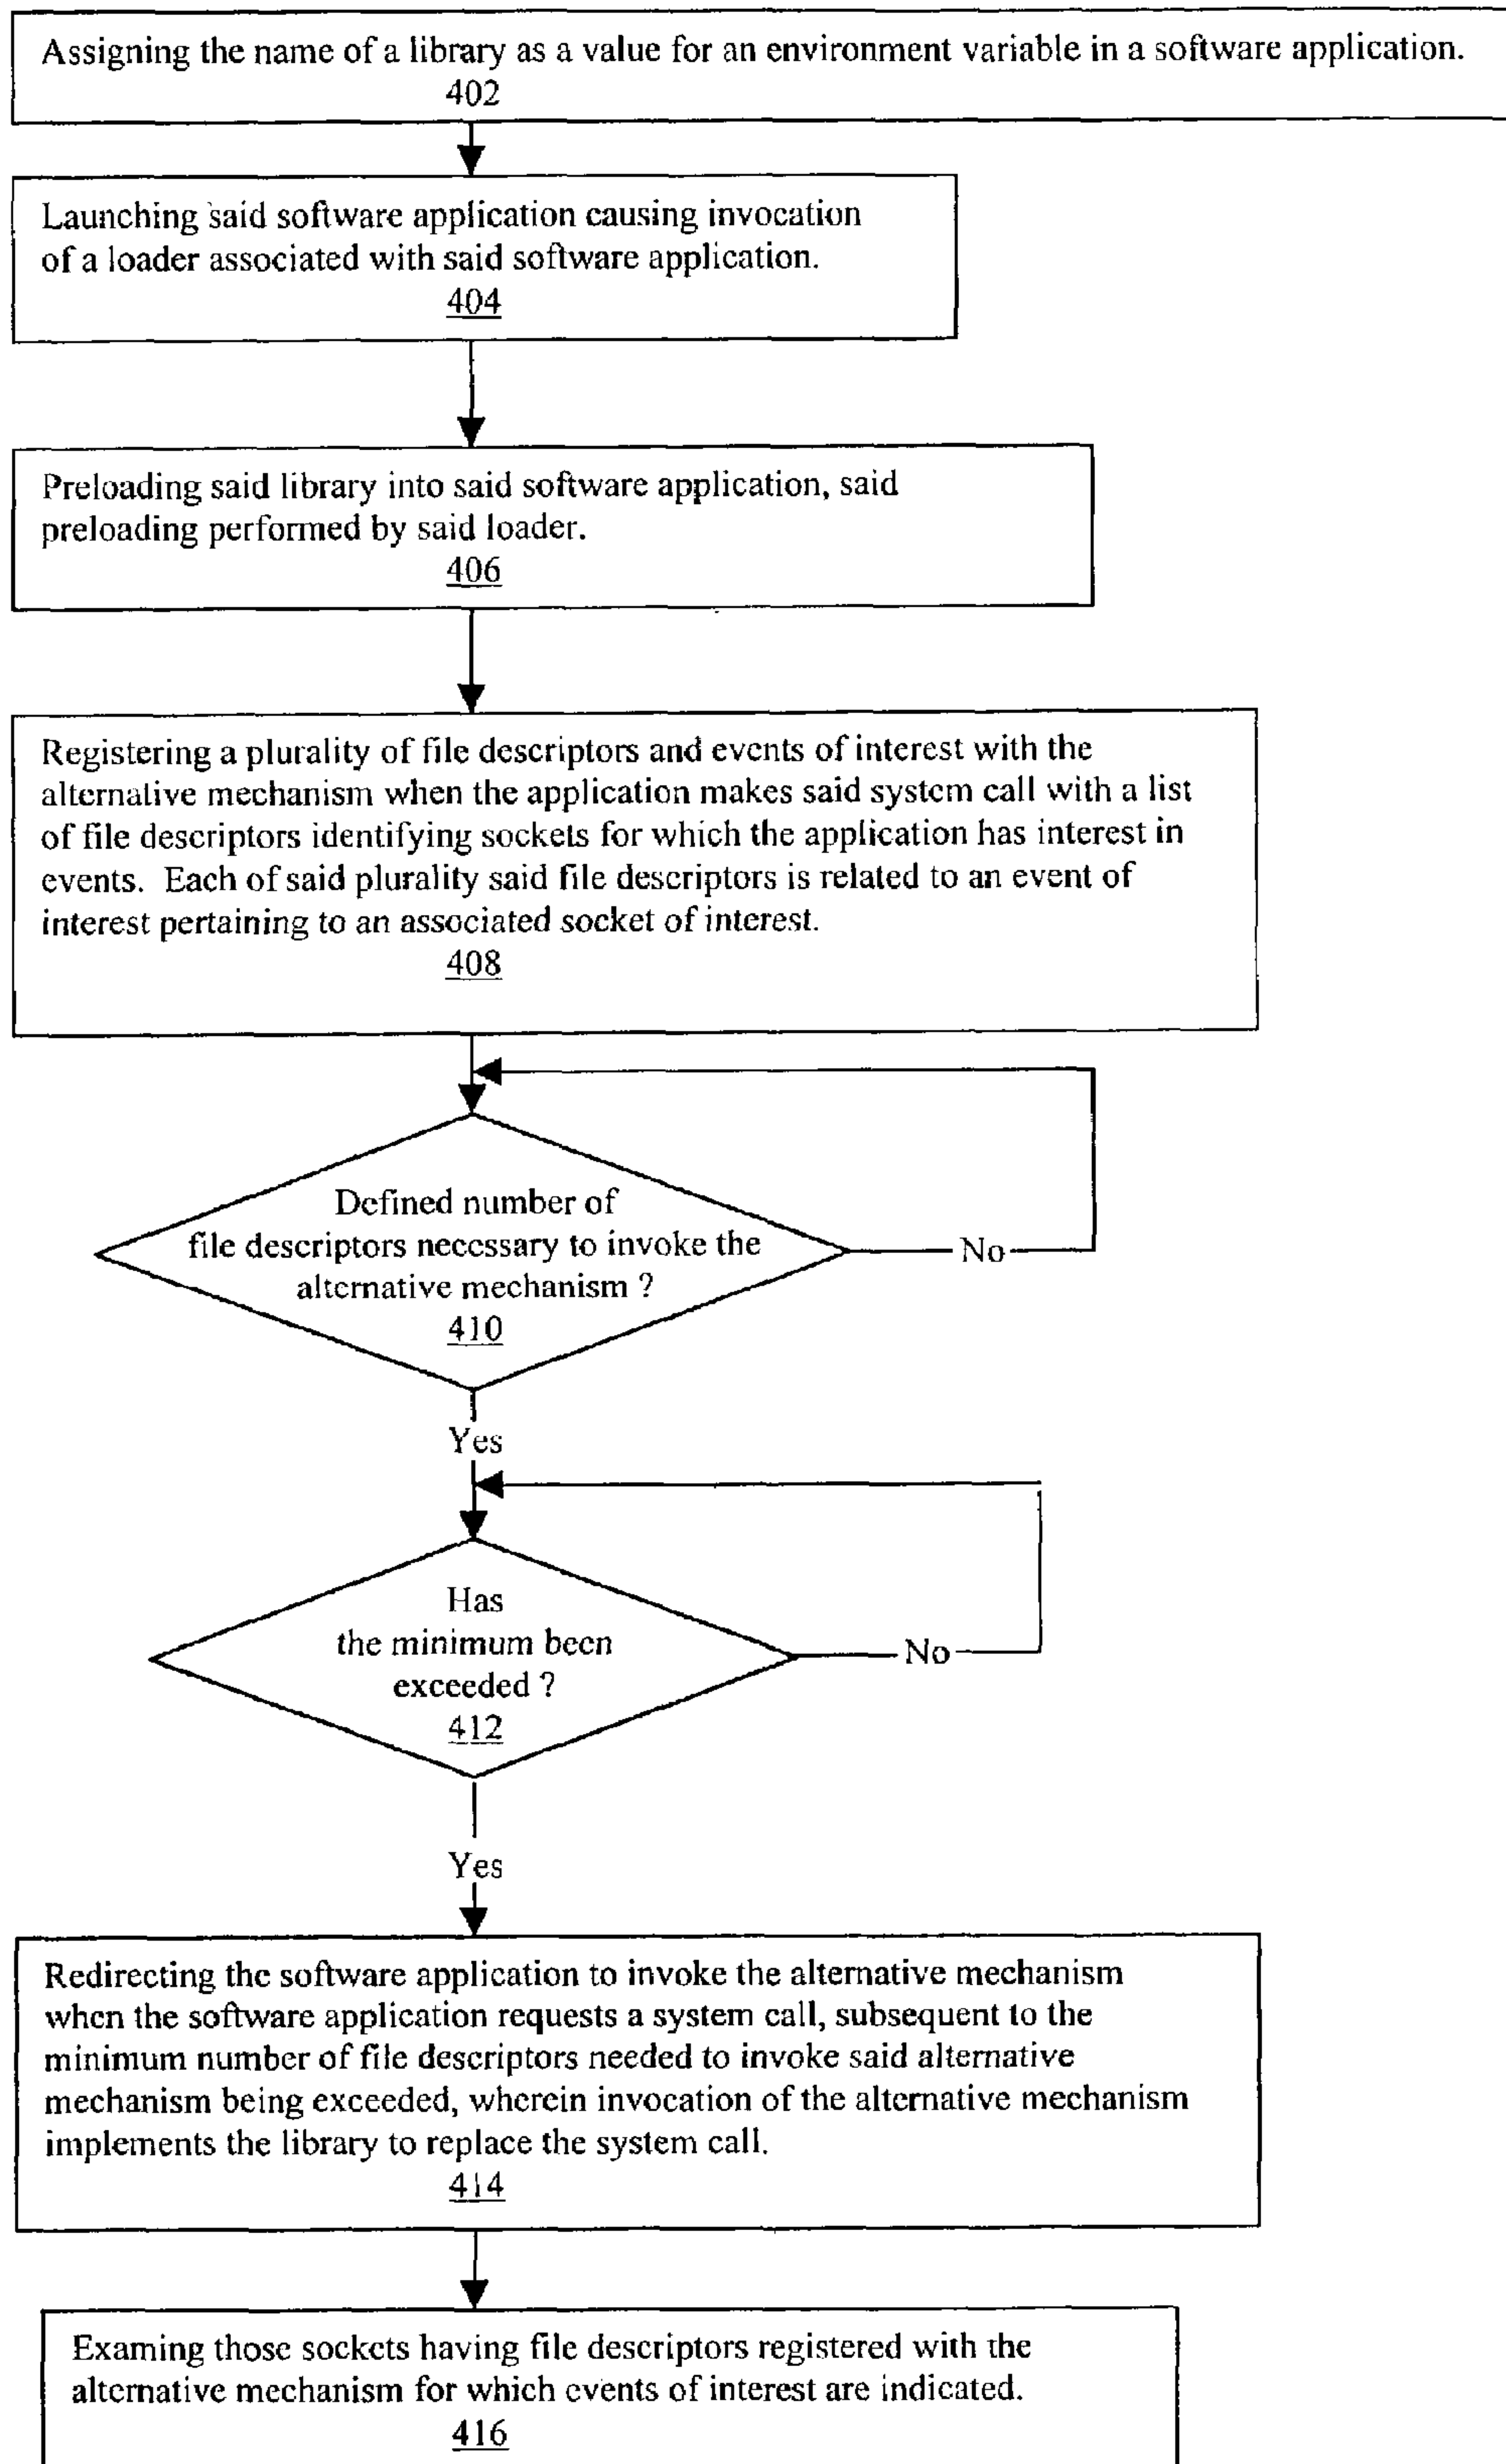 Assigning the name of a library as a value for an environment variable in a software application.
402
Launching said software application causing invocation
of a loader associated with said software application.
404
Preloading said library into said software application, said
preloading performed by said loader.
406
Registering a plurality of file descriptors and events of interest with the
alternative mechanism when the application makes said system call with a list
of file descriptors identifying sockets for which the application has interest in
events. Each of said plurality said file descriptors is related to an event of
interest pertaining to an associated socket of interest.
408
Defined number of
file descriptors necessary to invoke the
alternative mechanism ?
410
No
Yes
Has
the minimum been
exceeded ?
412
No
Yes
Redirecting the software application to invoke the alternative mechanism
when the software application requests a system call, subsequent to the
minimum number of file descriptors needed to invoke said alternative
mechanism being exceeded, wherein invocation of the alternative mechanism
implements the library to replace the system call.
414
Examing those sockets having file descriptors registered with the
alternative mechanism for which events of interest are indicated.
416